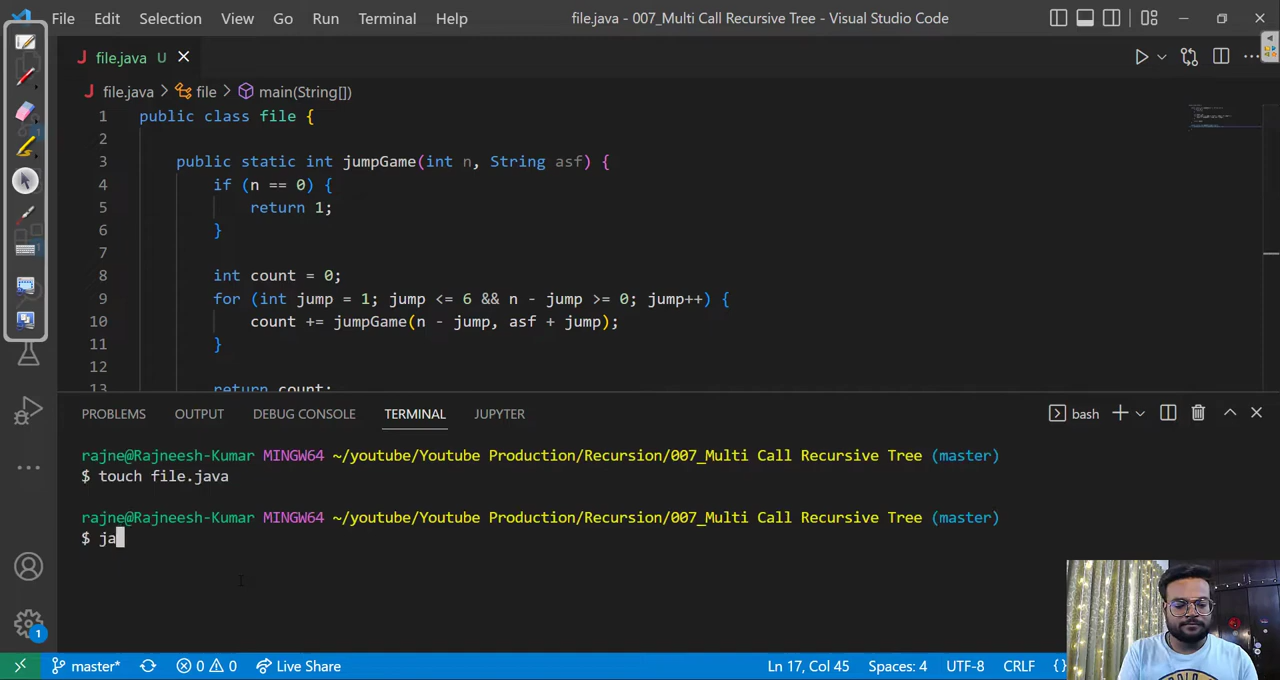 File Edit Selection View Go Run Terminal Help file.java - 007_Multi Call Recursive Tree - Visual Studio Code
J file.java U
J file.java > file > main(String[])
1 public class file {
2
3 public static int jumpGame(int n, String asf) {
4 if (n == 0) {
5 return 1;
6 }
7
8 int count = 0;
9 for (int jump = 1; jump <= 6 && n - jump >= 0; jump++) {
10 count += jumpGame(n - jump, asf + jump);
11 }
12
13 return count;
PROBLEMS OUTPUT DEBUG CONSOLE TERMINAL JUPYTER bash
rajne@Rajneesh-Kumar MINGW64 ~/youtube/Youtube Production/Recursion/007_Multi Call Recursive Tree (master)
$ touch file.java
rajne@Rajneesh-Kumar MINGW64 ~/youtube/Youtube Production/Recursion/007_Multi Call Recursive Tree (master)
$ ja
1
master* 0 0 Live Share Ln 17, Col 45 Spaces: 4 UTF-8 CRLF {}